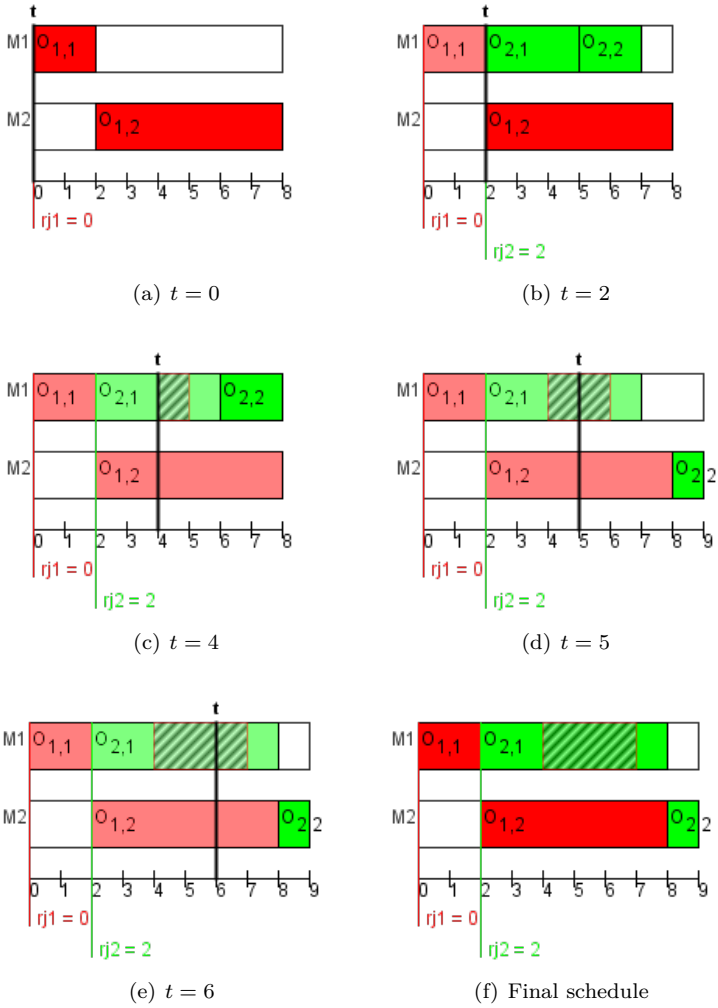 t
M1 O1,1
M2 O1,2
0 1 2 3 4 5 6 7 8
rj1 = 0
(a) t = 0
t
M1 O1,1 O2,1 O2,2
M2 O1,2
0 1 2 3 4 5 6 7 8
rj1 = 0
rj2 = 2
(b) t = 2
t
M1 O1,1 O2,1 O2,2
M2 O1,2
0 1 2 3 4 5 6 7 8
rj1 = 0
rj2 = 2
(c) t = 4
t
M1 O1,1 O2,1
M2 O1,2 O2 2
0 1 2 3 4 5 6 7 8 9
rj1 = 0
rj2 = 2
(d) t = 5
t
M1 O1,1 O2,1
M2 O1,2 O2 2
0 1 2 3 4 5 6 7 8 9
rj1 = 0
rj2 = 2
(e) t = 6
M1 O1,1 O2,1
M2 O1,2 O2 2
0 1 2 3 4 5 6 7 8 9
rj1 = 0
rj2 = 2
(f) Final schedule